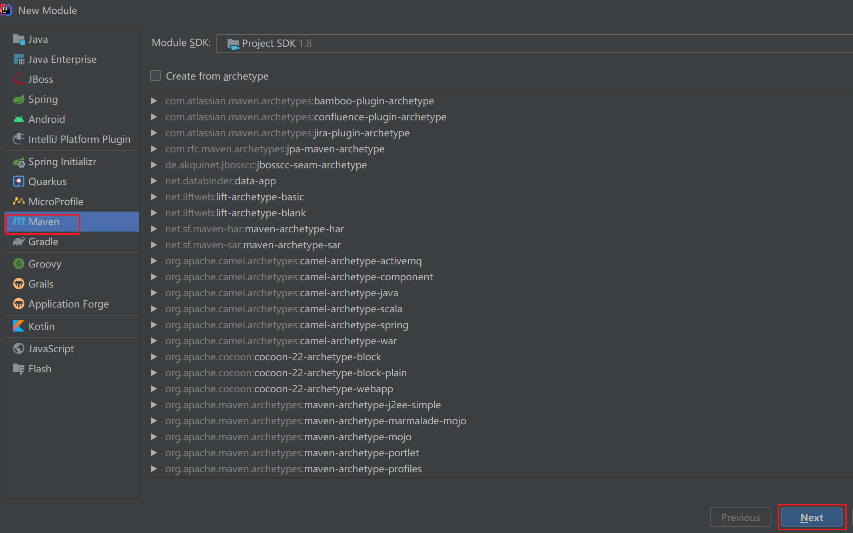 New Module
Java
Java Enterprise
JBoss
Spring
Android
IntelliJ Platform Plugin
Spring Initializr
Quarkus
MicroProfile
Maven
Gradle
Groovy
Grails
Application Forge
Kotlin
JavaScript
Flash
Module SDK: Project SDK 1.8
Create from archetype
com.atlassian.maven.archetypes:bamboo-plugin-archetype
com.atlassian.maven.archetypes:confluence-plugin-archetype
com.atlassian.maven.archetypes:jira-plugin-archetype
com.rfc.maven.archetypes:jpa-maven-archetype
de.akquinet.jbosscc:jbosscc-seam-archetype
net.databinder:data-app
net.liftweb:lift-archetype-basic
net.liftweb:lift-archetype-blank
net.sf.maven-har:maven-archetype-har
net.sf.maven-sar:maven-archetype-sar
org.apache.camel.archetypes:camel-archetype-activemq
org.apache.camel.archetypes:camel-archetype-component
org.apache.camel.archetypes:camel-archetype-java
org.apache.camel.archetypes:camel-archetype-scala
org.apache.camel.archetypes:camel-archetype-spring
org.apache.camel.archetypes:camel-archetype-war
org.apache.cocoon:cocoon-22-archetype-block
org.apache.cocoon:cocoon-22-archetype-block-plain
org.apache.cocoon:cocoon-22-archetype-webapp
org.apache.maven.archetypes:maven-archetype-j2ee-simple
org.apache.maven.archetypes:maven-archetype-marmalade-mojo
org.apache.maven.archetypes:maven-archetype-mojo
org.apache.maven.archetypes:maven-archetype-portlet
org.apache.maven.archetypes:maven-archetype-profiles
Previous
Next